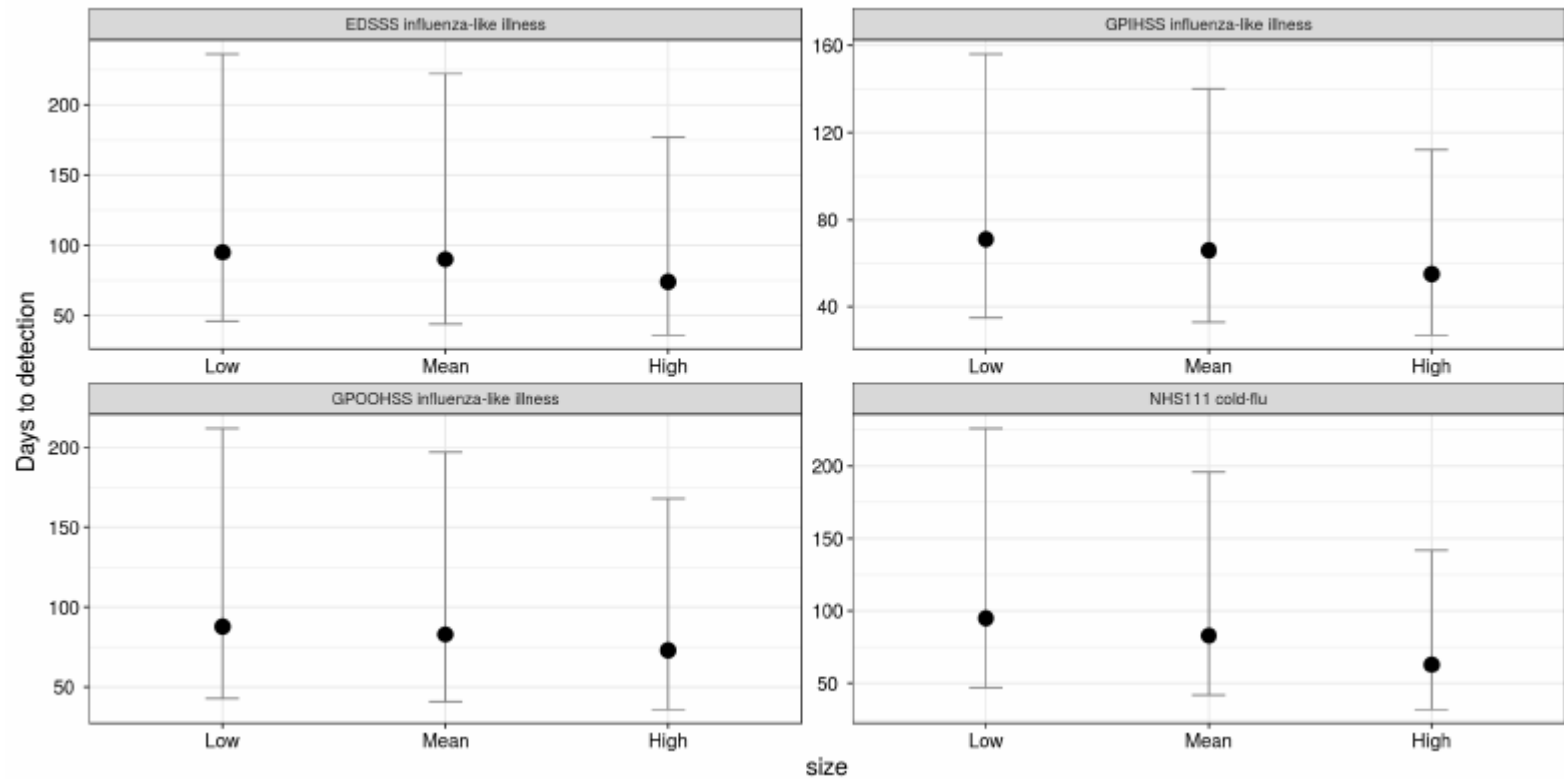 EDSSS influenza-like illness
GPIHSS influenza-like illness
Days to detection
200
150
100
50
160
120
80
40
Low Mean High
Low Mean High
GPOOHSS influenza-like illness
NHS111 cold-flu
200
150
100
50
200
150
100
50
Low Mean High
Low Mean High
size